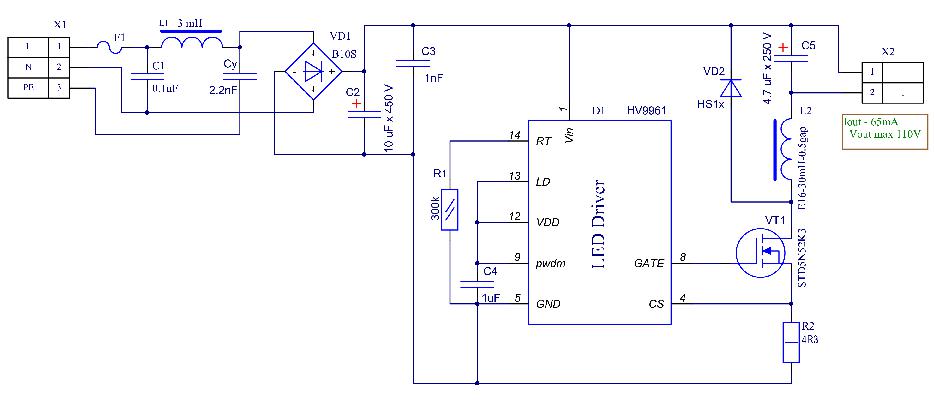 X1
1 1
N 2
PE 3
F1
L1 3 mH
C1
0.1uF
Cy
2.2nF
VD1
B10S
C2
10 uF x 450 V
C3
1nF
R1
300k
C4
1uF
D1 HV9961
LED Driver
1 Vin
14 RT
13 LD
12 VDD
9 pwdm
5 GND
GATE 8
CS 4
VD2
HS1x
C5
4.7 uF x 250 V
L2
E16-30mH-0.5gap
VT1
STD5N52K3
R2
4R3
X2
1
2
Iout - 65mA
Vout max 110V